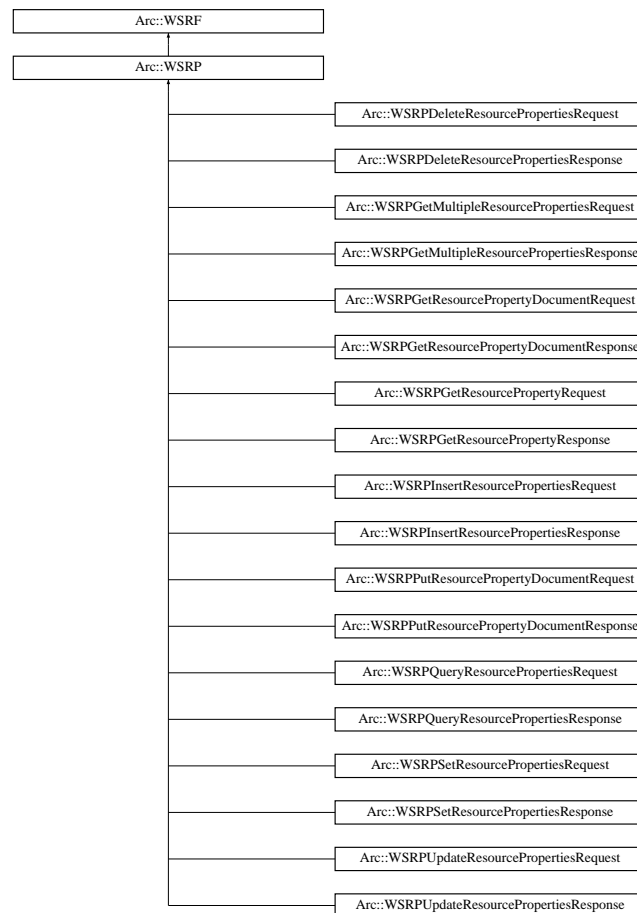 Arc::WSRF
Arc::WSRP
Arc::WSRPDeleteResourcePropertiesRequest
Arc::WSRPDeleteResourcePropertiesResponse
Arc::WSRPGetMultipleResourcePropertiesRequest
Arc::WSRPGetMultipleResourcePropertiesResponse
Arc::WSRPGetResourcePropertyDocumentRequest
Arc::WSRPGetResourcePropertyDocumentResponse
Arc::WSRPGetResourcePropertyRequest
Arc::WSRPGetResourcePropertyResponse
Arc::WSRPInsertResourcePropertiesRequest
Arc::WSRPInsertResourcePropertiesResponse
Arc::WSRPPutResourcePropertyDocumentRequest
Arc::WSRPPutResourcePropertyDocumentResponse
Arc::WSRPQueryResourcePropertiesRequest
Arc::WSRPQueryResourcePropertiesResponse
Arc::WSRPSetResourcePropertiesRequest
Arc::WSRPSetResourcePropertiesResponse
Arc::WSRPUpdateResourcePropertiesRequest
Arc::WSRPUpdateResourcePropertiesResponse